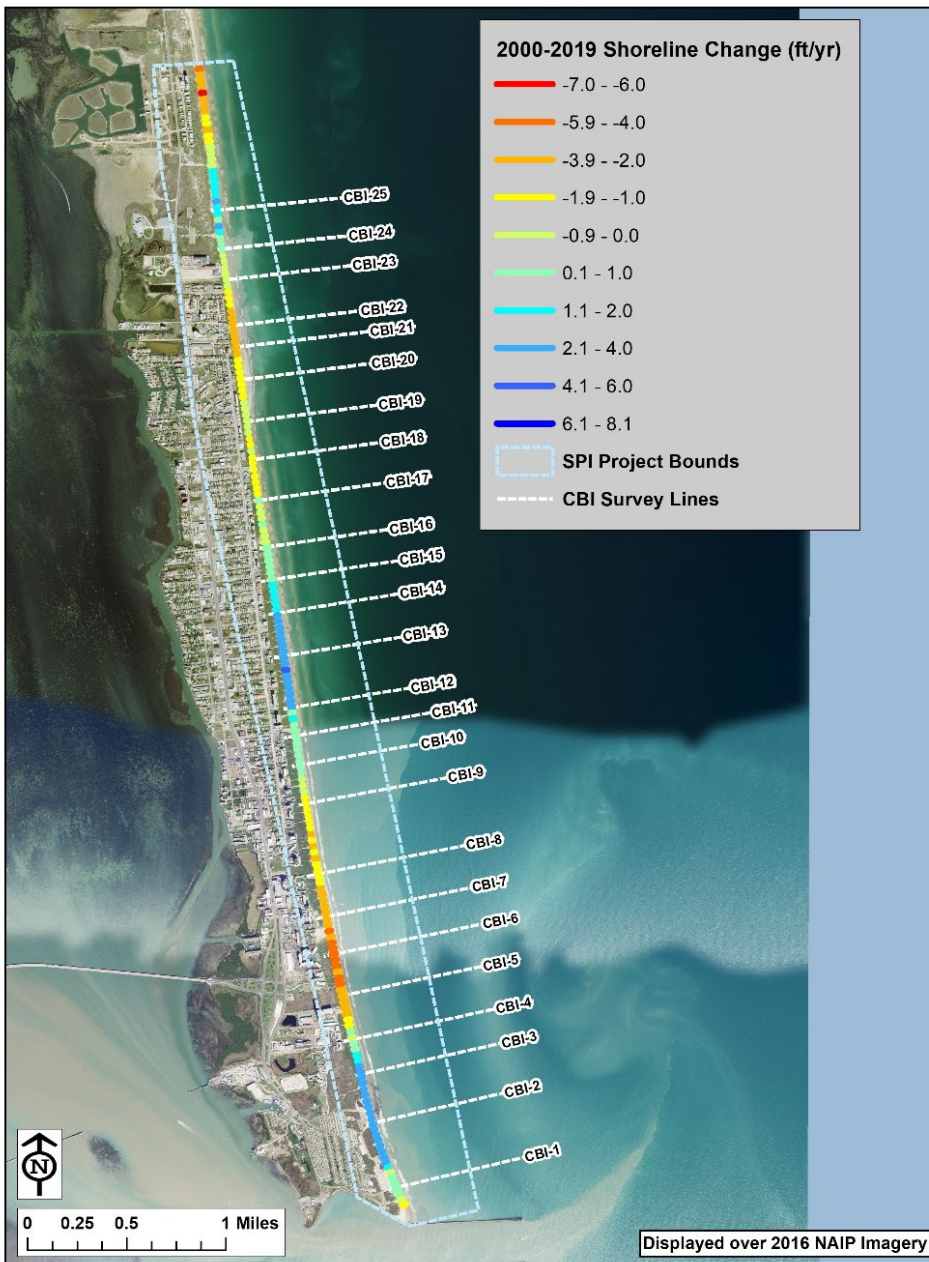 2000-2019 Shoreline Change (ft/yr)
-7.0 - -6.0
-5.9 - -4.0
-3.9 - -2.0
-1.9 - -1.0
-0.9 - 0.0
0.1 - 1.0
1.1 - 2.0
2.1 - 4.0
4.1 - 6.0
6.1 - 8.1
SPI Project Bounds
CBI Survey Lines
CBI-25
CBI-24
CBI-23
CBI-22
CBI-21
CBI-20
CBI-19
CBI-18
CBI-17
CBI-16
CBI-15
CBI-14
CBI-13
CBI-12
CBI-11
CBI-10
CBI-9
CBI-8
CBI-7
CBI-6
CBI-5
CBI-4
CBI-3
CBI-2
CBI-1
N
0 0.25 0.5 1 Miles
Displayed over 2016 NAIP Imagery